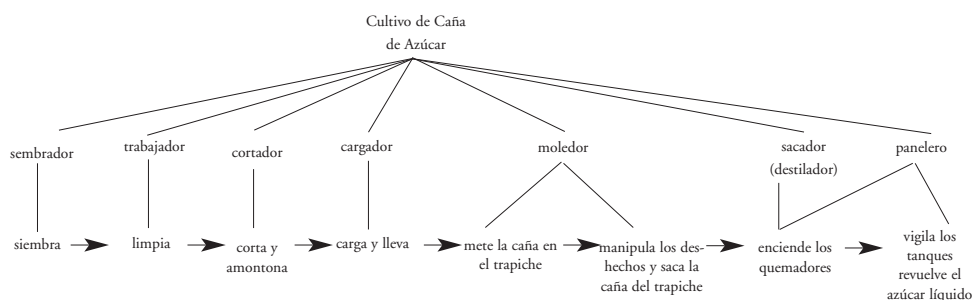 Cultivo de Caña
de Azúcar
sembrador
trabajador
cortador
cargador
moledor
sacador
(destilador)
panelero
siembra
limpia
corta y
amontona
carga y lleva
mete la caña en
el trapiche
manipula los des-
hechos y saca la
caña del trapiche
enciende los
quemadores
vigila los
tanques
revuelve el
azúcar líquido